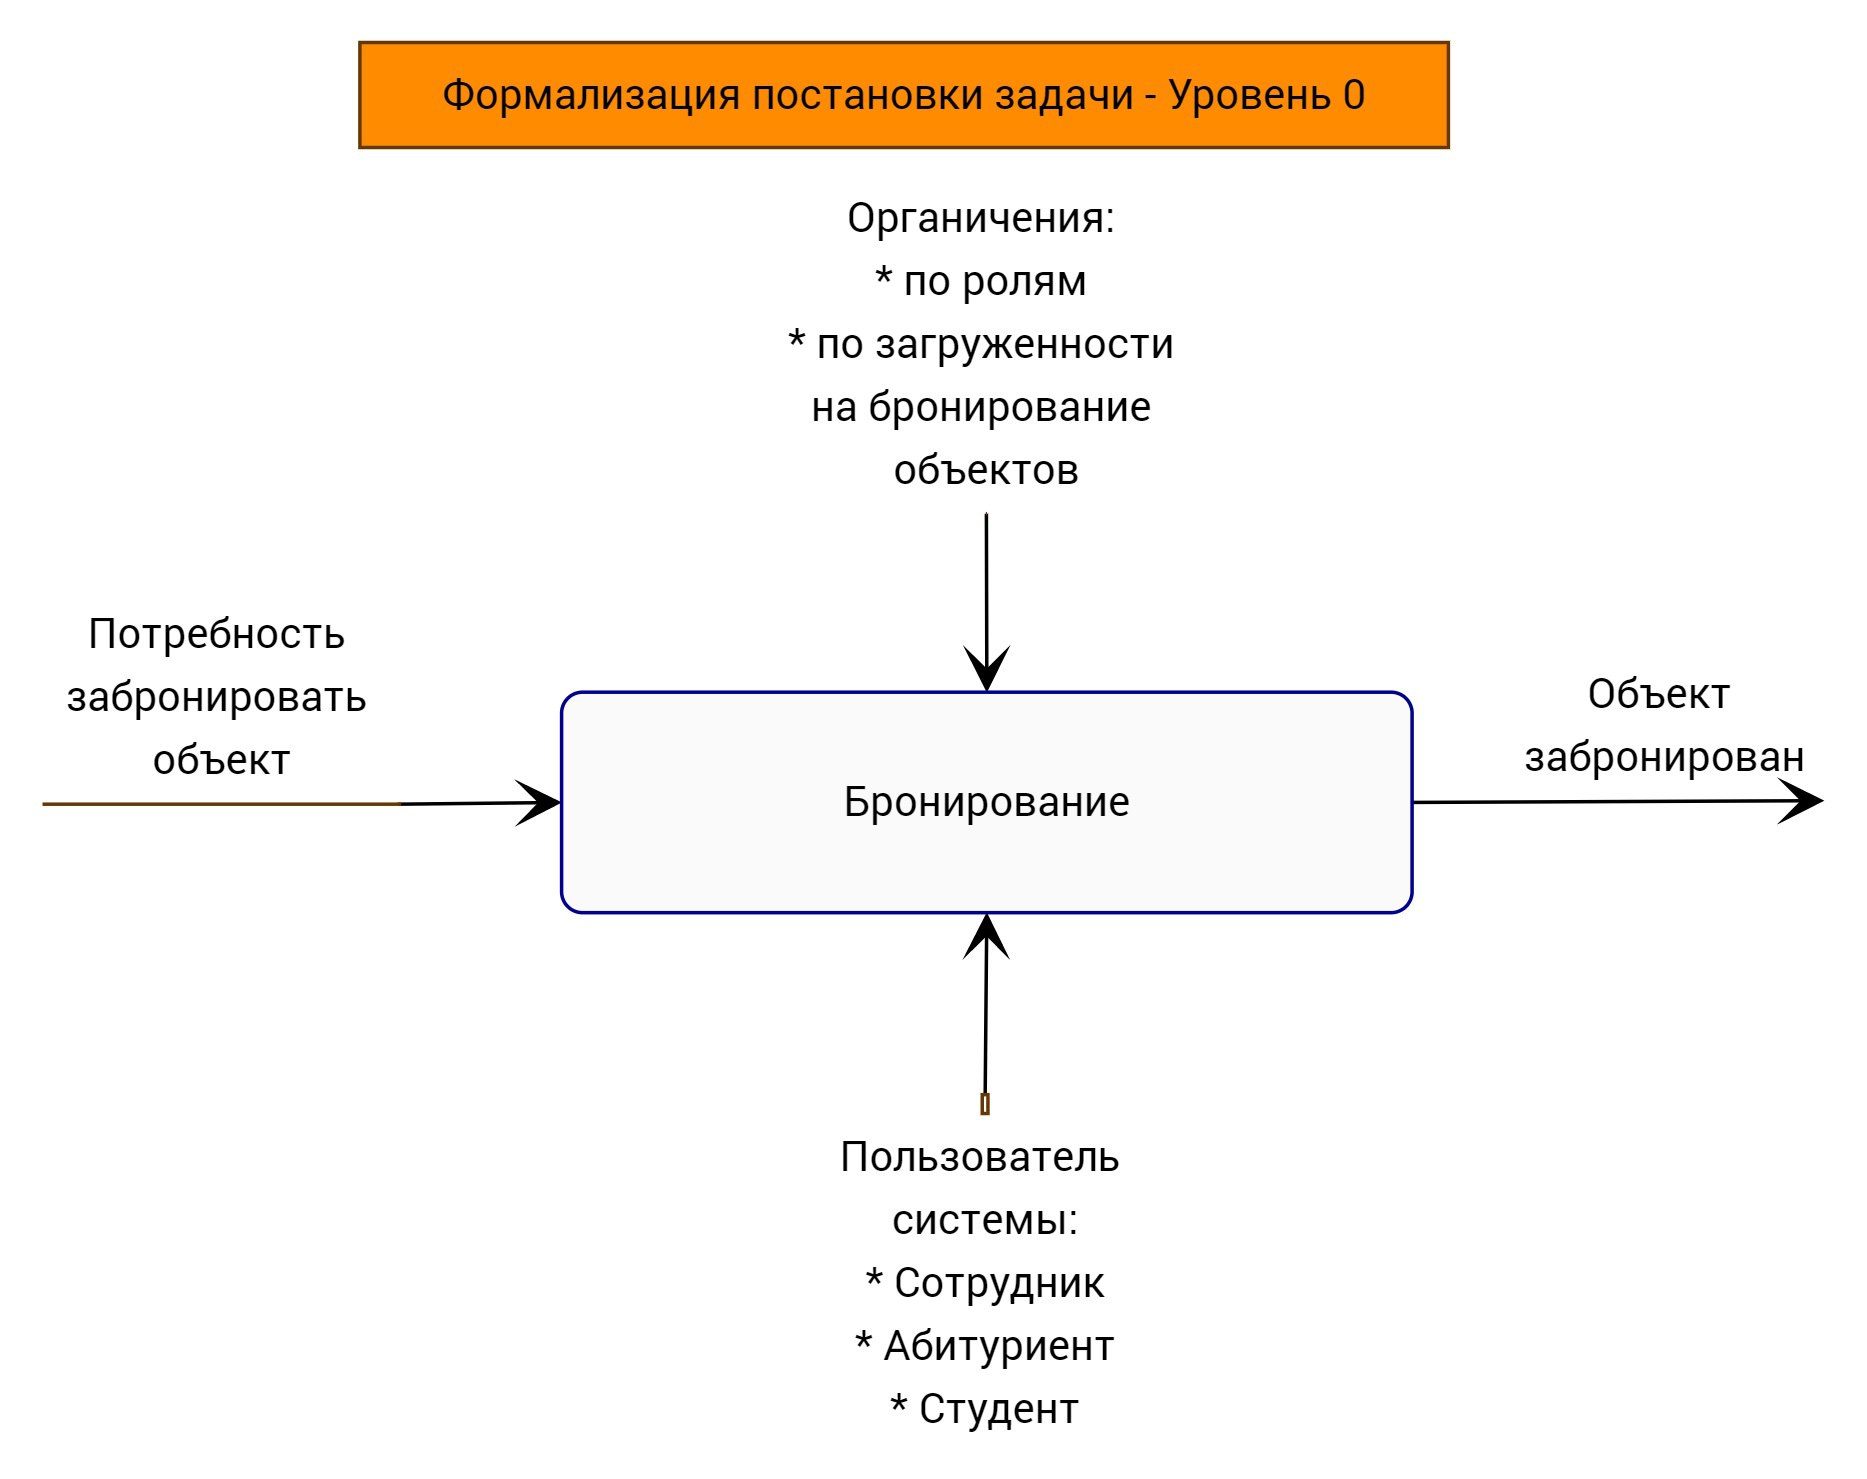 Формализация постановки задачи - Уровень 0
Органичения:
* по ролям
* по загруженности
на бронирование
объектов
Потребность
забронировать
объект
Бронирование
Объект
забронирован
Пользователь
системы:
* Сотрудник
* Абитуриент
* Студент